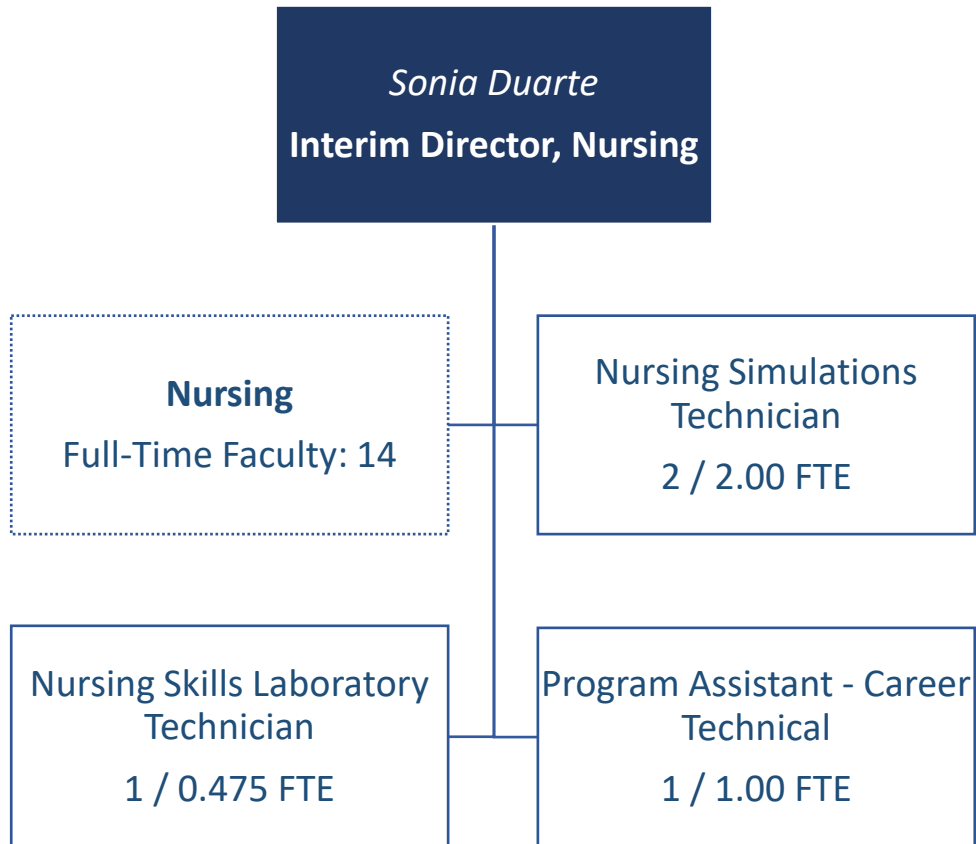 Sonia Duarte
Interim Director, Nursing
Nursing
Full-Time Faculty: 14
Nursing Simulations
Technician
2 / 2.00 FTE
Nursing Skills Laboratory
Technician
1 / 0.475 FTE
Program Assistant - Career
Technical
1 / 1.00 FTE